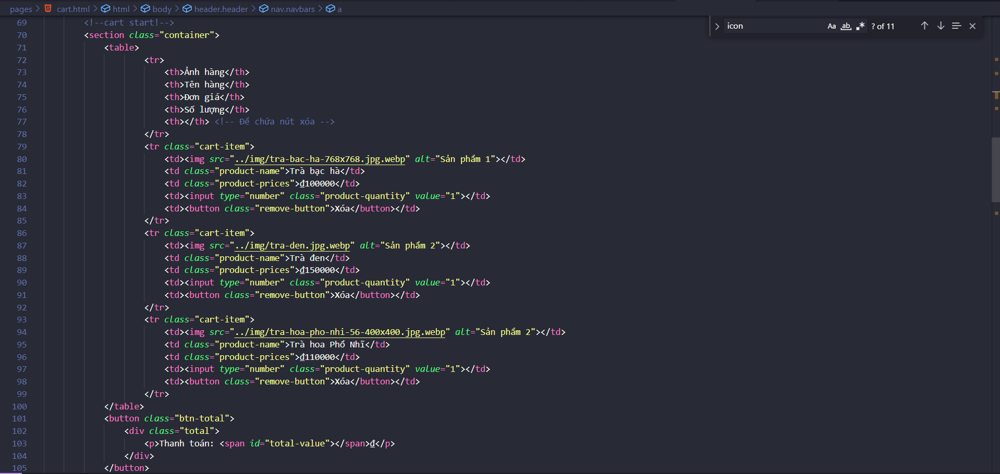 pages > cart.html > html > body > header.header > nav.navbars > a
icon Aa ab .* ? of 11
69 <!--cart start!-->
70 <section class="container">
71 <table>
72 <tr>
73 <th>Ảnh hàng</th>
74 <th>Tên hàng</th>
75 <th>Đơn giá</th>
76 <th>Số lượng</th>
77 <th></th> <!-- Để chứa nút xóa -->
78 </tr>
79 <tr class="cart-item">
80 <td><img src="../img/tra-bac-ha-768x768.jpg.webp" alt="Sản phẩm 1"></td>
81 <td class="product-name">Trà bạc hà</td>
82 <td class="product-prices">₫100000</td>
83 <td><input type="number" class="product-quantity" value="1"></td>
84 <td><button class="remove-button">Xóa</button></td>
85 </tr>
86 <tr class="cart-item">
87 <td><img src="../img/tra-den.jpg.webp" alt="Sản phẩm 2"></td>
88 <td class="product-name">Trà đen</td>
89 <td class="product-prices">₫150000</td>
90 <td><input type="number" class="product-quantity" value="1"></td>
91 <td><button class="remove-button">Xóa</button></td>
92 </tr>
93 <tr class="cart-item">
94 <td><img src="../img/tra-hoa-pho-nhi-56-400x400.jpg.webp" alt="Sản phẩm 2"></td>
95 <td class="product-name">Trà hoa Phổ Nhĩ</td>
96 <td class="product-prices">₫110000</td>
97 <td><input type="number" class="product-quantity" value="1"></td>
98 <td><button class="remove-button">Xóa</button></td>
99 </tr>
100 </table>
101 <button class="btn-total">
102 <div class="total">
103 <p>Thanh toán: <span id="total-value"></span>₫</p>
104 </div>
105 </button>